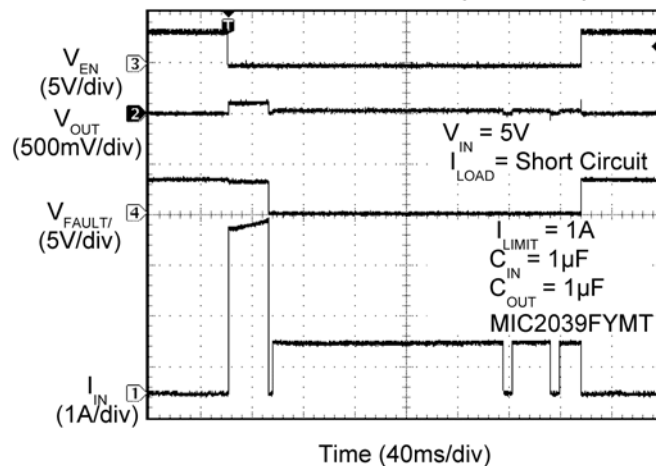 T
V_EN
(5V/div)
3
V_OUT
(500mV/div)
2
V_IN = 5V
I_LOAD = Short Circuit
V_FAULT/
(5V/div)
4
I_LIMIT = 1A
C_IN = 1µF
C_OUT = 1µF
MIC2039FYMT
I_IN
(1A/div)
1
Time (40ms/div)